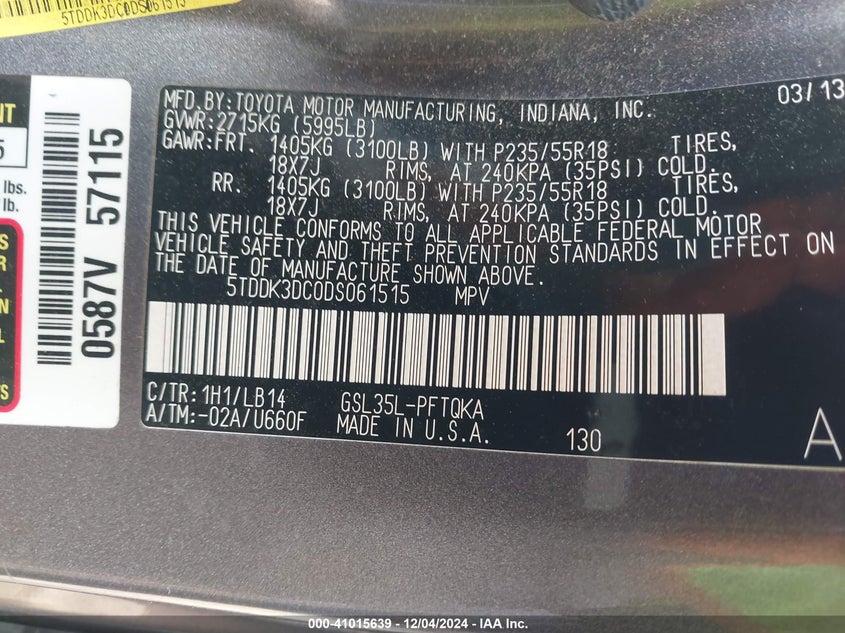 5TDDK3DC0DS061515
MFD.BY:TOYOTA MOTOR MANUFACTURING, INDIANA, INC. 03/13
GVWR:2715KG (5995LB)
GAWR:FRT. 1405KG (3100LB) WITH P235/55R18 TIRES,
18X7J RIMS, AT 240KPA (35PSI) COLD.
RR. 1405KG (3100LB) WITH P235/55R18 TIRES,
18X7J RIMS, AT 240KPA (35PSI) COLD.
THIS VEHICLE CONFORMS TO ALL APPLICABLE FEDERAL MOTOR
VEHICLE SAFETY AND THEFT PREVENTION STANDARDS IN EFFECT ON
THE DATE OF MANUFACTURE SHOWN ABOVE.
5TDDK3DC0DS061515 MPV
C/TR:1H1/LB14 GSL35L-PFTQKA
A/TM:-02A/U660F MADE IN U.S.A. 130 A
0587V 57115
lbs.
lb.
000-41015639 - 12/04/2024 - IAA Inc.